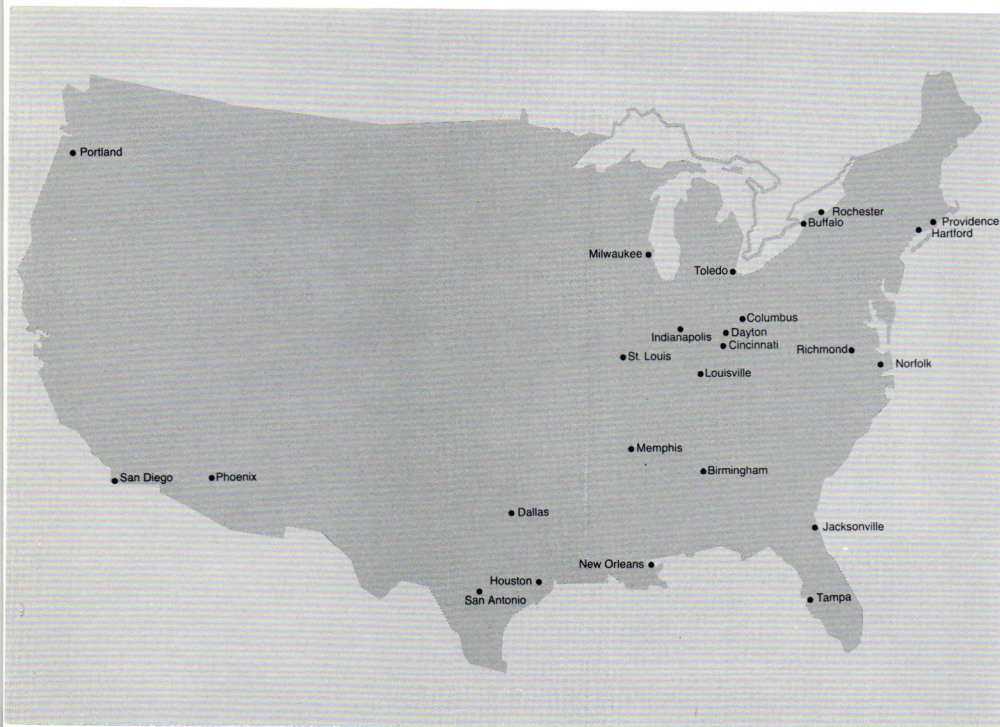 Portland
Rochester
Buffalo
Providence
Hartford
Milwaukee
Toledo
Columbus
Indianapolis
Dayton
Cincinnati
Richmond
St. Louis
Norfolk
Louisville
Memphis
Birmingham
San Diego
Phoenix
Dallas
Jacksonville
New Orleans
Houston
San Antonio
Tampa